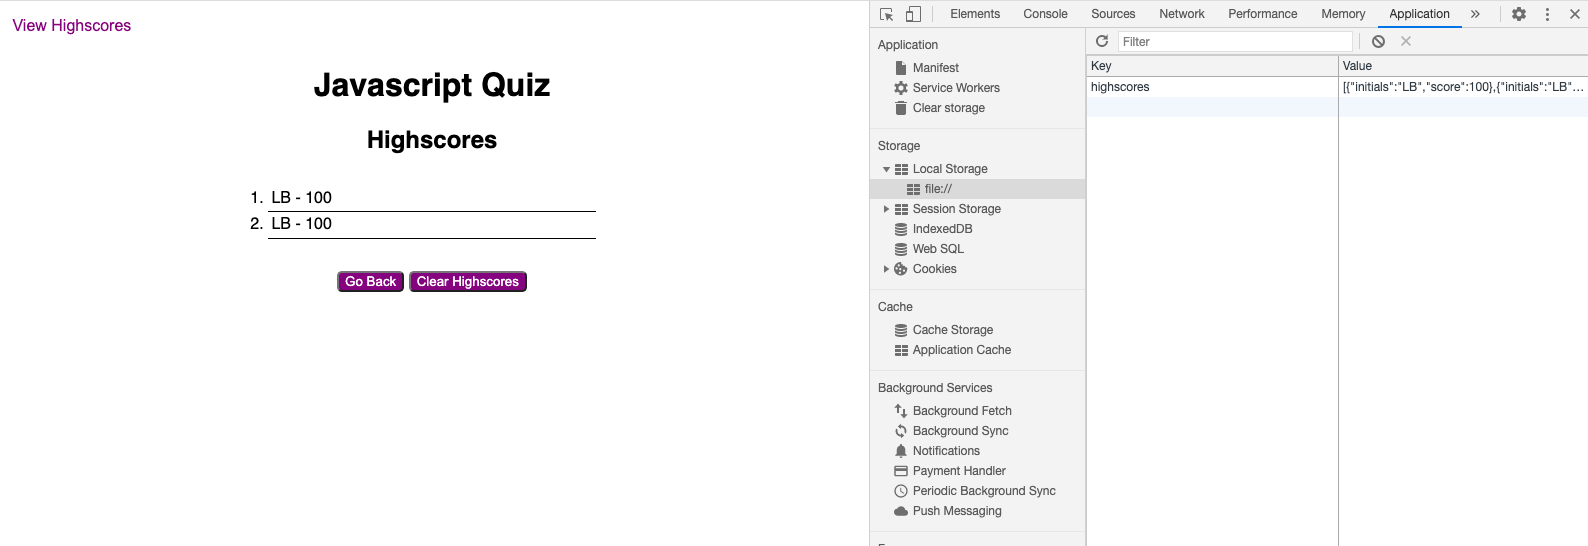 View Highscores
Javascript Quiz
Highscores
1. LB - 100
2. LB - 100
Go Back Clear Highscores
Elements Console Sources Network Performance Memory Application »
Application
Manifest
Service Workers
Clear storage
Storage
Local Storage
file://
Session Storage
IndexedDB
Web SQL
Cookies
Cache
Cache Storage
Application Cache
Background Services
Background Fetch
Background Sync
Notifications
Payment Handler
Periodic Background Sync
Push Messaging
Filter
Key Value
highscores [{"initials":"LB","score":100},{"initials":"LB"…